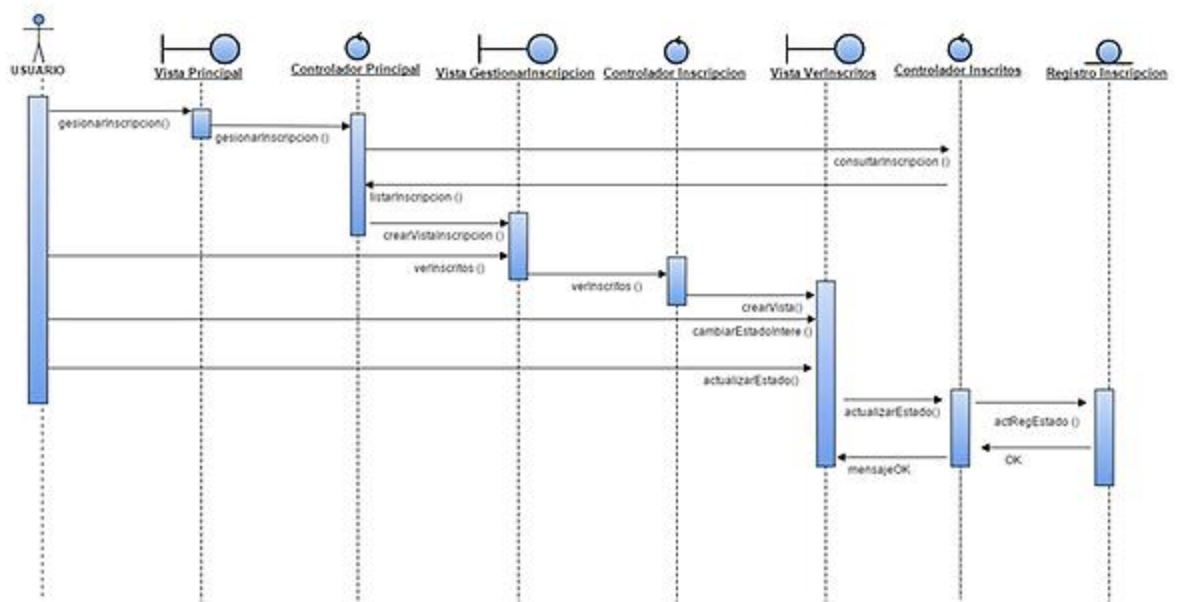 USUARIO
Vista Principal
Controlador Principal
Vista GestionarInscripcion
Controlador Inscripcion
Vista VerInscritos
Controlador Inscritos
Registro Inscripcion
gesionarInscripcion()
gesionarInscripcion ()
consultarInscripcion ()
listarInscripcion ()
crearVistaInscripcion ()
verInscritos ()
verInscritos ()
crearVista()
cambiarEstadoIntere ()
actualizarEstado()
actualizarEstado()
actRegEstado ()
OK
mensajeOK